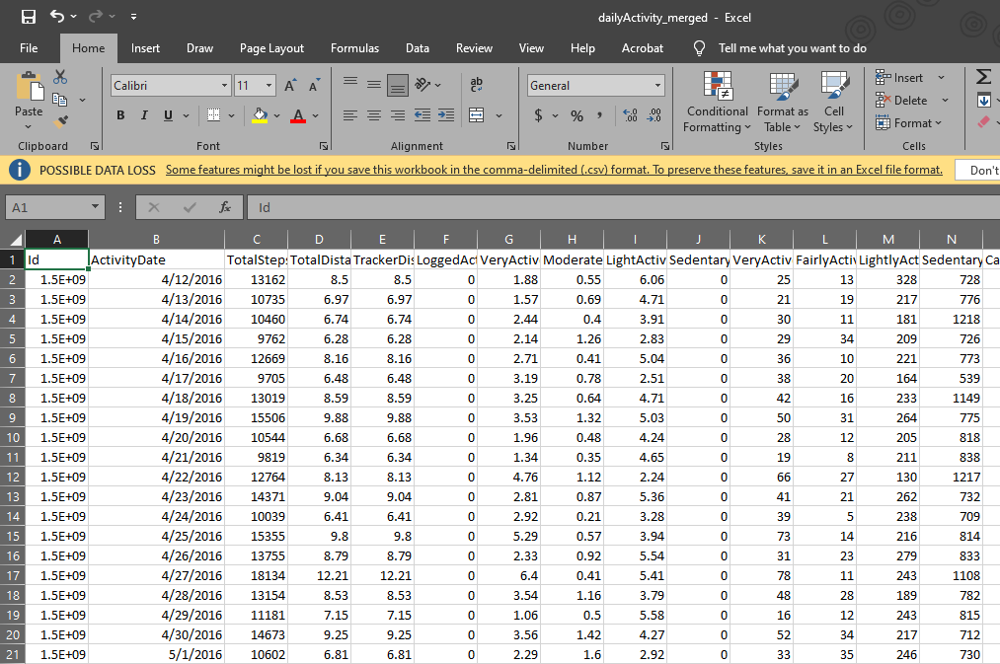 dailyActivity_merged - Excel
File Home Insert Draw Page Layout Formulas Data Review View Help Acrobat Tell me what you want to do
Paste
Clipboard
Calibri 11 A A
B I U A
Font
ab
c
Alignment
General
$ % , .00 .00
Number
Conditional Formatting
Format as Table
Cell Styles
Styles
Insert
Delete
Format
Cells
Σ
POSSIBLE DATA LOSS Some features might be lost if you save this workbook in the comma-delimited (.csv) format. To preserve these features, save it in an Excel file format. Don't
A1 fx Id
A B C D E F G H I J K L M N
1 Id ActivityDate TotalSteps TotalDista TrackerDis LoggedAct VeryActiv Moderate LightActiv Sedentary VeryActiv FairlyActiv LightlyAct Sedentary Ca
2 1.5E+09 4/12/2016 13162 8.5 8.5 0 1.88 0.55 6.06 0 25 13 328 728
3 1.5E+09 4/13/2016 10735 6.97 6.97 0 1.57 0.69 4.71 0 21 19 217 776
4 1.5E+09 4/14/2016 10460 6.74 6.74 0 2.44 0.4 3.91 0 30 11 181 1218
5 1.5E+09 4/15/2016 9762 6.28 6.28 0 2.14 1.26 2.83 0 29 34 209 726
6 1.5E+09 4/16/2016 12669 8.16 8.16 0 2.71 0.41 5.04 0 36 10 221 773
7 1.5E+09 4/17/2016 9705 6.48 6.48 0 3.19 0.78 2.51 0 38 20 164 539
8 1.5E+09 4/18/2016 13019 8.59 8.59 0 3.25 0.64 4.71 0 42 16 233 1149
9 1.5E+09 4/19/2016 15506 9.88 9.88 0 3.53 1.32 5.03 0 50 31 264 775
10 1.5E+09 4/20/2016 10544 6.68 6.68 0 1.96 0.48 4.24 0 28 12 205 818
11 1.5E+09 4/21/2016 9819 6.34 6.34 0 1.34 0.35 4.65 0 19 8 211 838
12 1.5E+09 4/22/2016 12764 8.13 8.13 0 4.76 1.12 2.24 0 66 27 130 1217
13 1.5E+09 4/23/2016 14371 9.04 9.04 0 2.81 0.87 5.36 0 41 21 262 732
14 1.5E+09 4/24/2016 10039 6.41 6.41 0 2.92 0.21 3.28 0 39 5 238 709
15 1.5E+09 4/25/2016 15355 9.8 9.8 0 5.29 0.57 3.94 0 73 14 216 814
16 1.5E+09 4/26/2016 13755 8.79 8.79 0 2.33 0.92 5.54 0 31 23 279 833
17 1.5E+09 4/27/2016 18134 12.21 12.21 0 6.4 0.41 5.41 0 78 11 243 1108
18 1.5E+09 4/28/2016 13154 8.53 8.53 0 3.54 1.16 3.79 0 48 28 189 782
19 1.5E+09 4/29/2016 11181 7.15 7.15 0 1.06 0.5 5.58 0 16 12 243 815
20 1.5E+09 4/30/2016 14673 9.25 9.25 0 3.56 1.42 4.27 0 52 34 217 712
21 1.5E+09 5/1/2016 10602 6.81 6.81 0 2.29 1.6 2.92 0 33 35 246 730